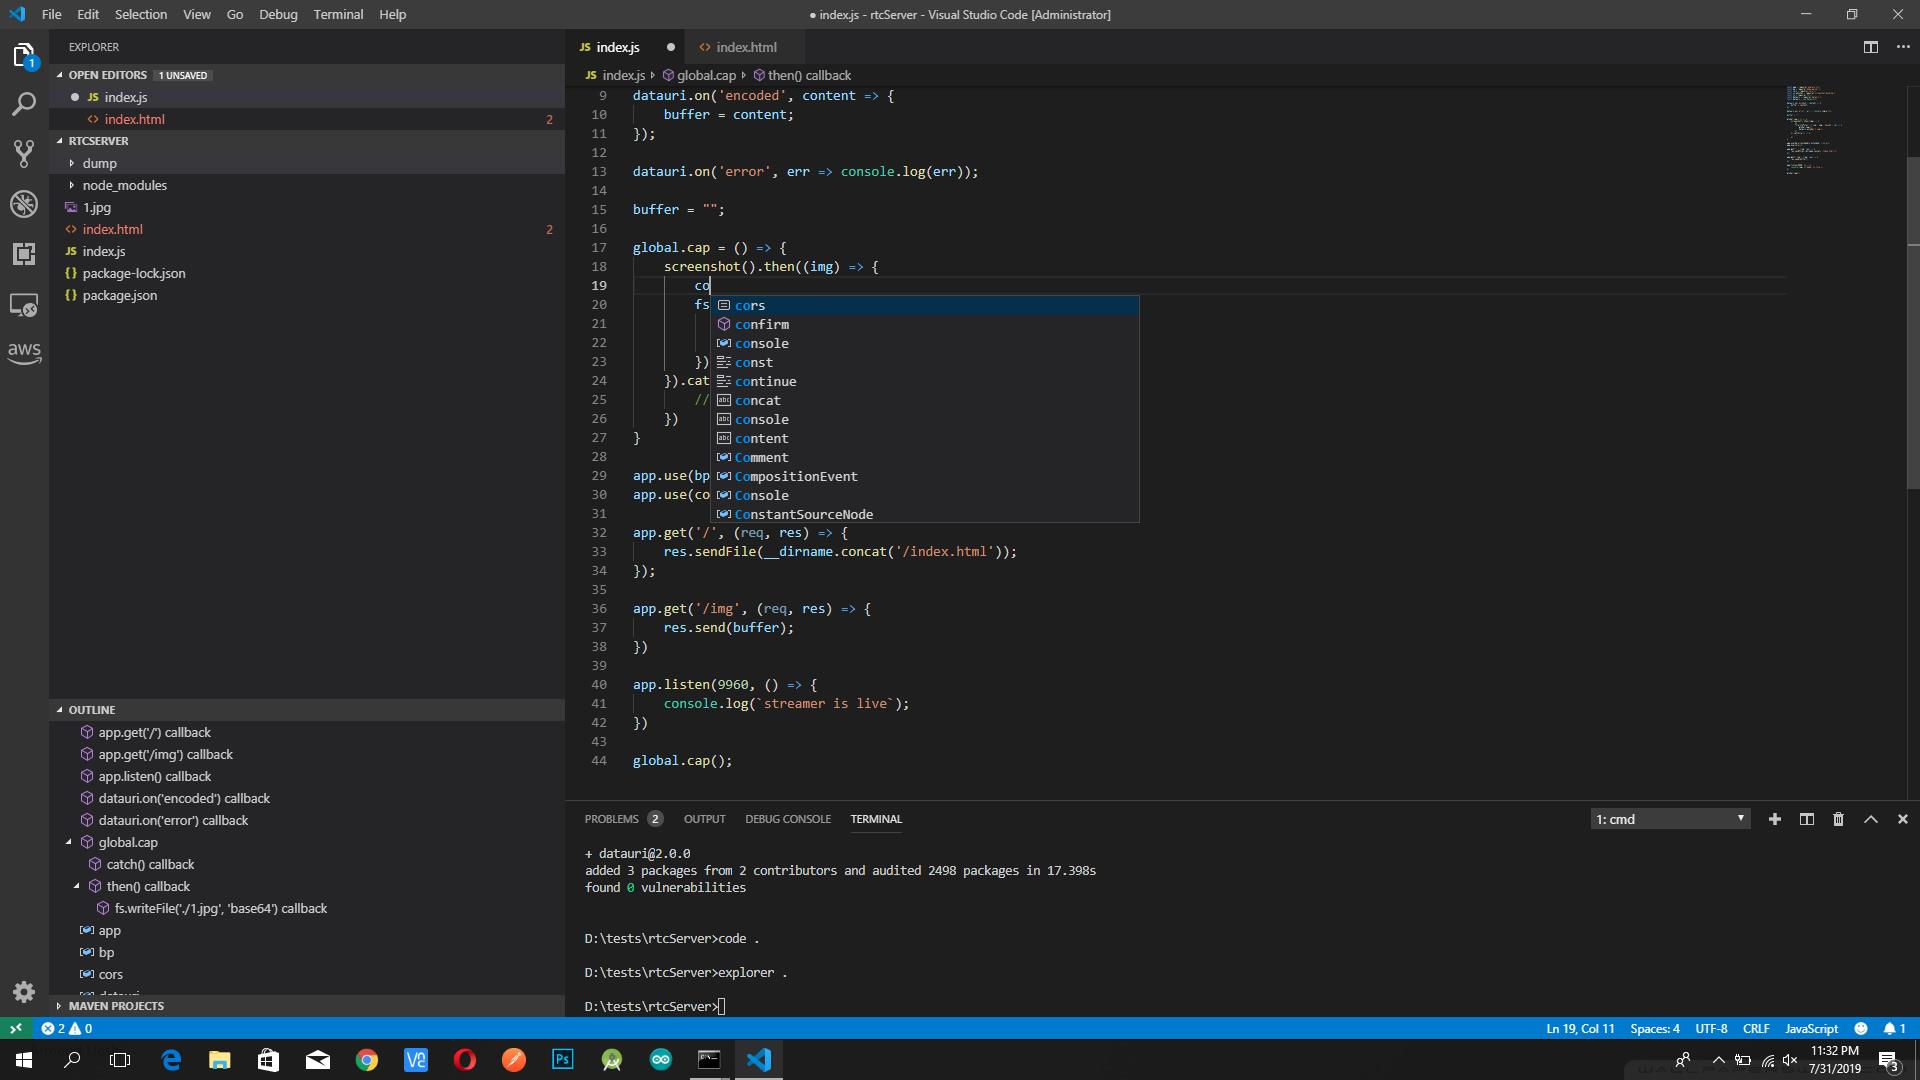 File Edit Selection View Go Debug Terminal Help
● index.js - rtcServer - Visual Studio Code [Administrator]
EXPLORER
OPEN EDITORS 1 UNSAVED
JS index.js
<> index.html 2
RTCSERVER
dump
node_modules
1.jpg
<> index.html 2
JS index.js
{} package-lock.json
{} package.json
OUTLINE
app.get('/') callback
app.get('/img') callback
app.listen() callback
datauri.on('encoded') callback
datauri.on('error') callback
global.cap
catch() callback
then() callback
fs.writeFile('./1.jpg', 'base64') callback
app
bp
cors
MAVEN PROJECTS
1
aws
JS index.js ●
<> index.html
JS index.js global.cap then() callback
9 datauri.on('encoded', content => {
10 buffer = content;
11 });
12
13 datauri.on('error', err => console.log(err));
14
15 buffer = "";
16
17 global.cap = () => {
18 screenshot().then((img) => {
19 co
20 fs
21
22
23 })
24 }).cat
25 //
26 })
27 }
28
29 app.use(bp
30 app.use(co
31
32 app.get('/', (req, res) => {
33 res.sendFile(__dirname.concat('/index.html'));
34 });
35
36 app.get('/img', (req, res) => {
37 res.send(buffer);
38 })
39
40 app.listen(9960, () => {
41 console.log(`streamer is live`);
42 })
43
44 global.cap();
cors
confirm
console
const
continue
abc concat
abc console
abc content
Comment
CompositionEvent
Console
ConstantSourceNode
PROBLEMS 2 OUTPUT DEBUG CONSOLE TERMINAL
1: cmd
+ datauri@2.0.0
added 3 packages from 2 contributors and audited 2498 packages in 17.398s
found 0 vulnerabilities
D:\tests\rtcServer>code .
D:\tests\rtcServer>explorer .
D:\tests\rtcServer>
2 0
Ln 19, Col 11 Spaces: 4 UTF-8 CRLF JavaScript 1
V2 Ps
11:32 PM
7/31/2019
3